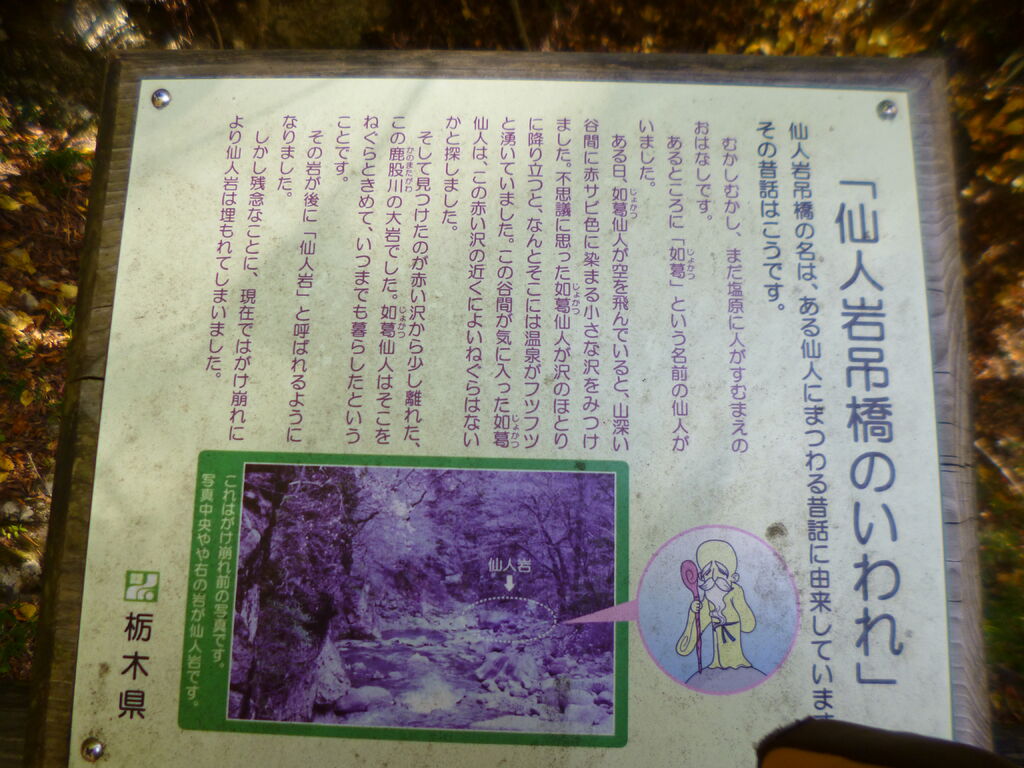 「仙人岩吊橋のいわれ」
仙人岩吊橋の名は、ある仙人にまつわる昔話に由来しています
その昔話はこうです。
むかしむかし、まだ塩原に人がすむまえの
おはなしです。
あるところに「如葛」という名前の仙人が
いました。
ある日、如葛仙人が空を飛んでいると、山深い
谷間に赤サビ色に染まる小さな沢をみつけ
ました。不思議に思った如葛仙人が沢のほとり
に降り立つと、なんとそこには温泉がフツフツ
と湧いていました。この谷間が気に入った如葛
仙人は、この赤い沢の近くによいねぐらはない
かと探しました。
そして見つけたのが赤い沢から少し離れた、
この鹿股川の大岩でした。如葛仙人はそこを
ねぐらときめて、いつまでも暮らしたという
ことです。
その岩が後に「仙人岩」と呼ばれるように
なりました。
しかし残念なことに、現在ではがけ崩れに
より仙人岩は埋もれてしまいました。
仙人岩
これはがけ崩れ前の写真です。
写真中央やや右の岩が仙人岩です。
栃木県